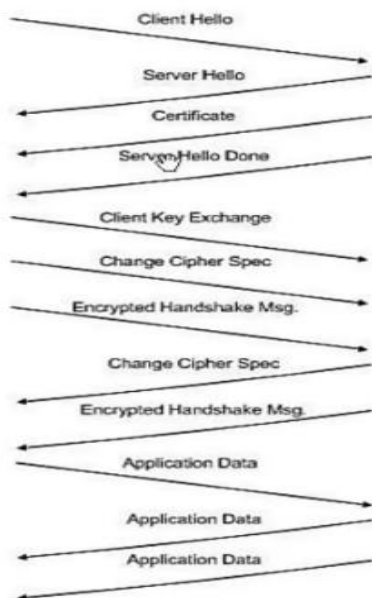 Client Hello
Server Hello
Certificate
Server Hello Done
Client Key Exchange
Change Cipher Spec
Encrypted Handshake Msg.
Change Cipher Spec
Encrypted Handshake Msg.
Application Data
Application Data
Application Data